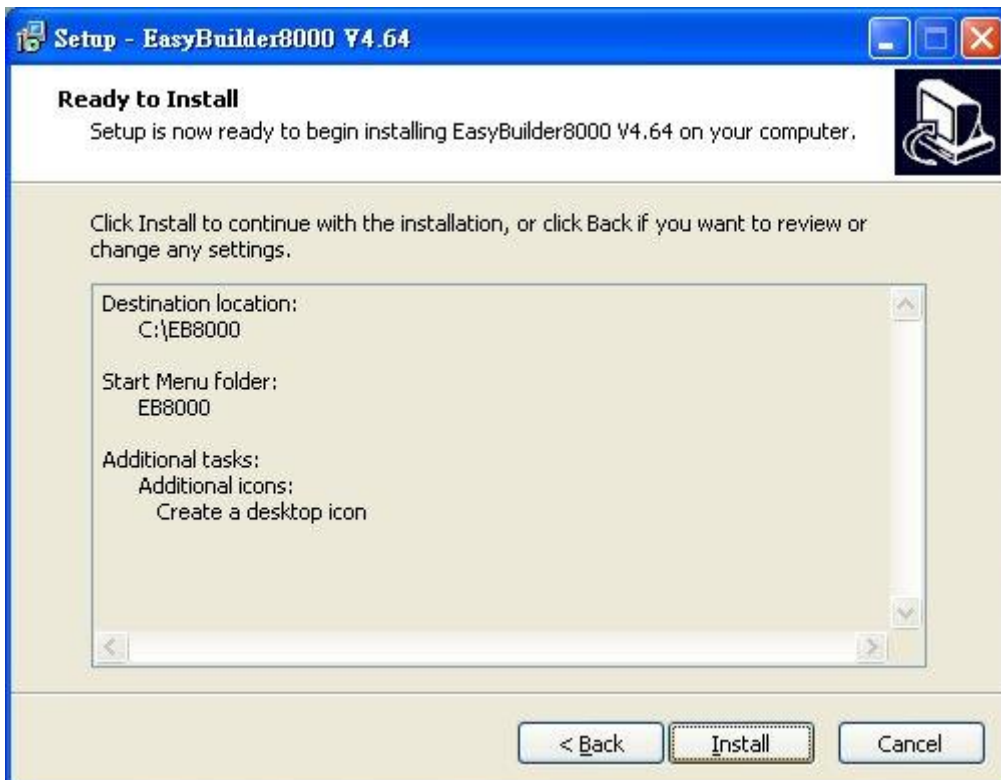 Setup - EasyBuilder8000 V4.64
Ready to Install
Setup is now ready to begin installing EasyBuilder8000 V4.64 on your computer.
Click Install to continue with the installation, or click Back if you want to review or
change any settings.
Destination location:
C:\EB8000
Start Menu folder:
EB8000
Additional tasks:
Additional icons:
Create a desktop icon
< Back
Install
Cancel